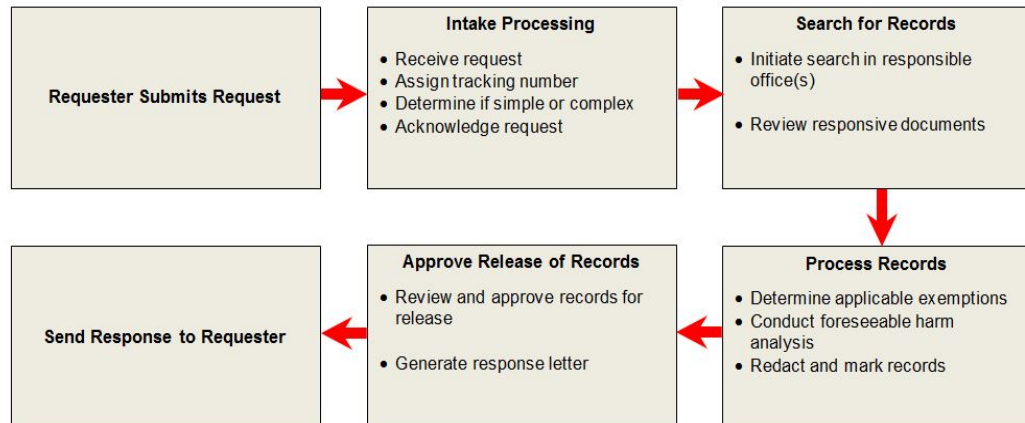 Requester Submits Request
Intake Processing
• Receive request
• Assign tracking number
• Determine if simple or complex
• Acknowledge request
Search for Records
• Initiate search in responsible
office(s)
• Review responsive documents
Process Records
• Determine applicable exemptions
• Conduct foreseeable harm
analysis
• Redact and mark records
Approve Release of Records
• Review and approve records for
release
• Generate response letter
Send Response to Requester